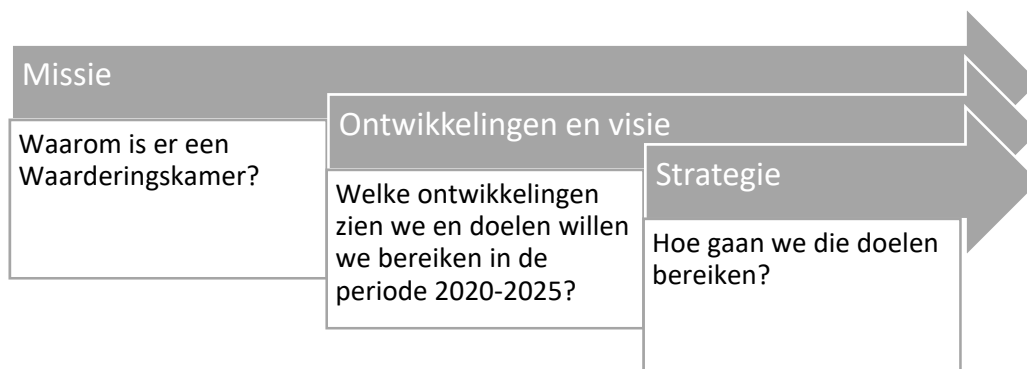 Missie
Waarom is er een
Waarderingskamer?
Ontwikkelingen en visie
Welke ontwikkelingen
zien we en doelen willen
we bereiken in de
periode 2020-2025?
Strategie
Hoe gaan we die doelen
bereiken?